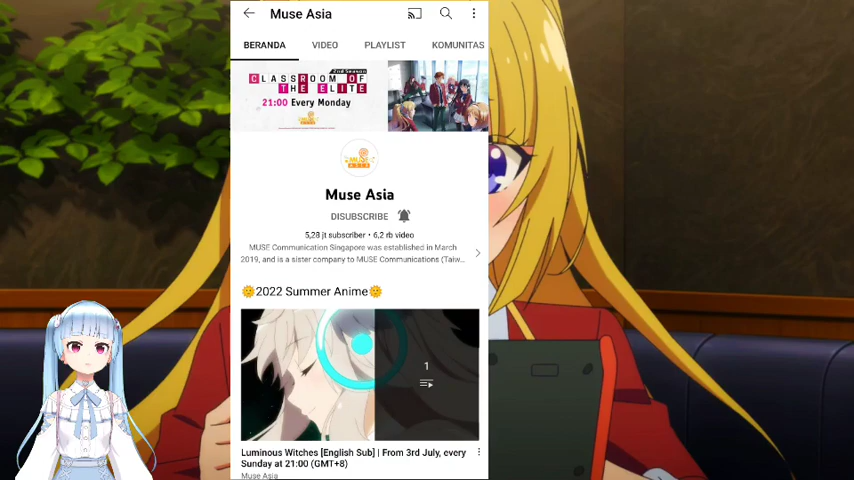 Muse Asia
BERANDA VIDEO PLAYLIST KOMUNITAS
2nd Season
CLASSROOM OF
THE ELITE
21:00 Every Monday
MUSE
Muse Asia
DISUBSCRIBE
5,28 jt subscriber • 6,2 rb video
MUSE Communication Singapore was established in March
2019, and is a sister company to MUSE Communications (Taiw...
🌞2022 Summer Anime🌞
1
Luminous Witches [English Sub] | From 3rd July, every
Sunday at 21:00 (GMT+8)
Muse Asia